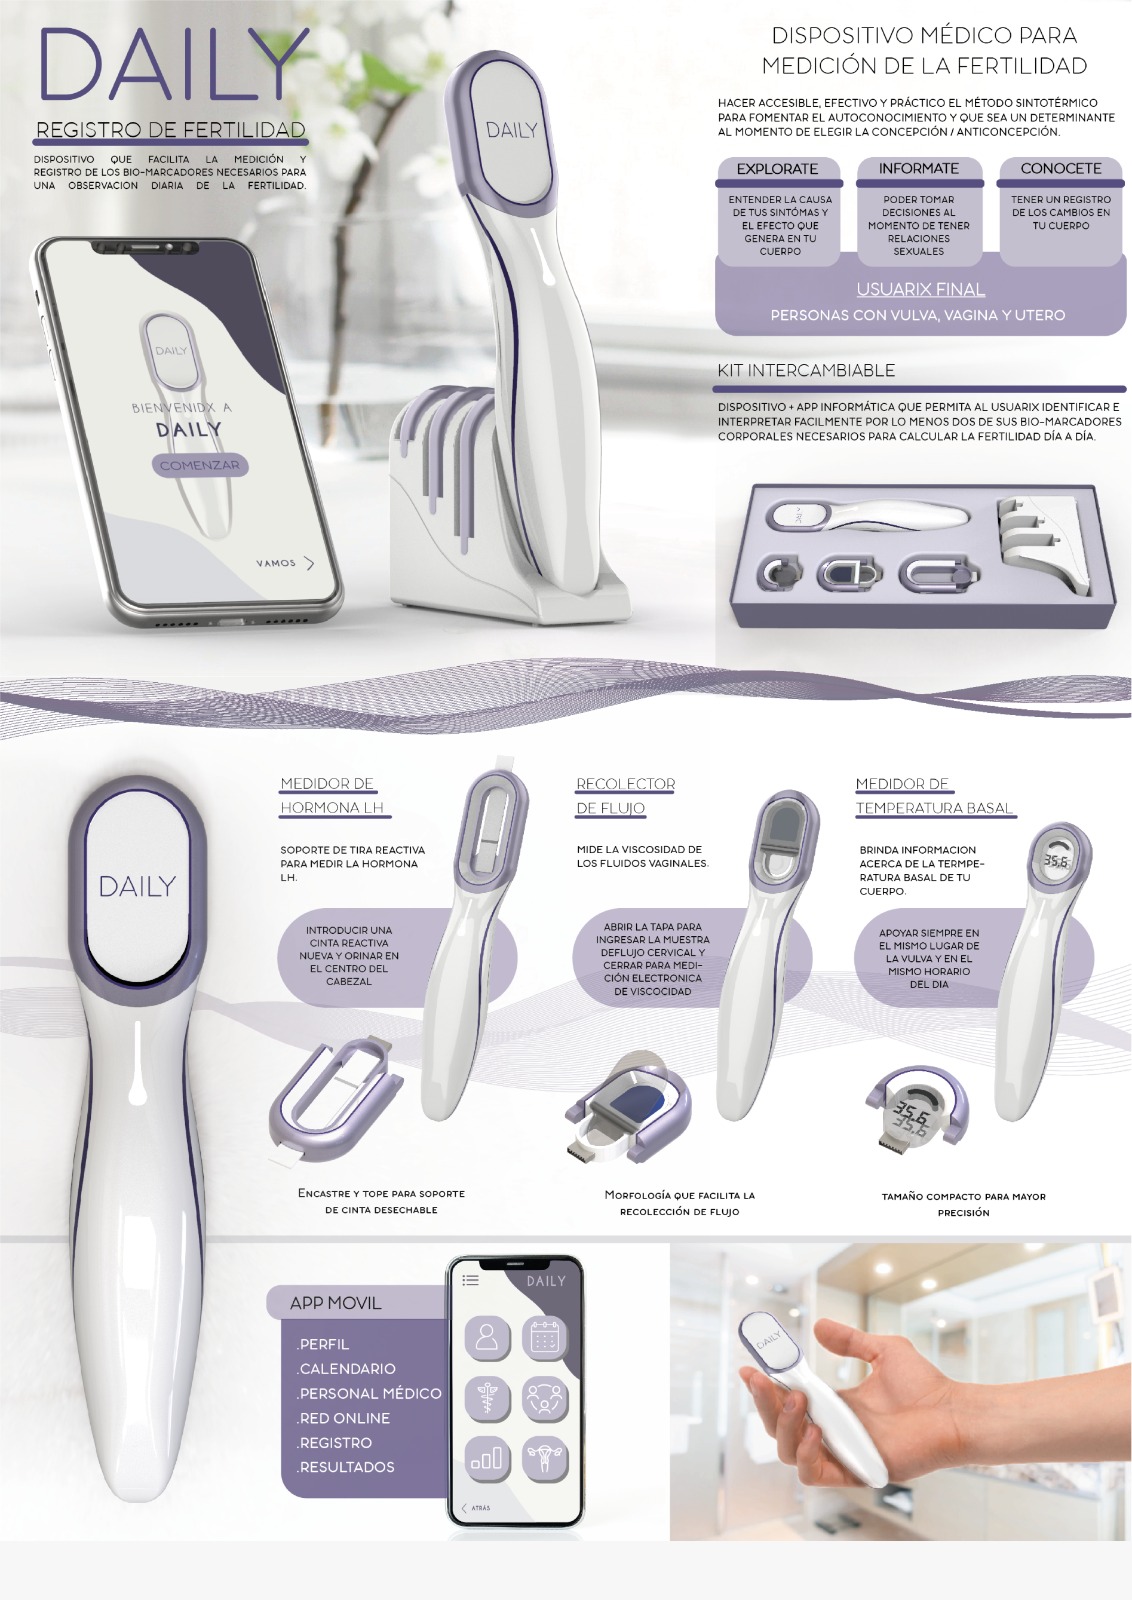 DAILY
REGISTRO DE FERTILIDAD
DISPOSITIVO QUE FACILITA LA MEDICIÓN Y
REGISTRO DE LOS BIO-MARCADORES NECESARIOS PARA
UNA OBSERVACION DIARIA DE LA FERTILIDAD.
DAILY
DAILY
BIENVENIDX A
DAILY
COMENZAR
VAMOS
DISPOSITIVO MÉDICO PARA
MEDICIÓN DE LA FERTILIDAD
HACER ACCESIBLE, EFECTIVO Y PRÁCTICO EL MÉTODO SINTOTÉRMICO
PARA FOMENTAR EL AUTOCONOCIMIENTO Y QUE SEA UN DETERMINANTE
AL MOMENTO DE ELEGIR LA CONCEPCIÓN / ANTICONCEPCIÓN.
EXPLORATE
ENTENDER LA CAUSA
DE TUS SINTÓMAS Y
EL EFECTO QUE
GENERA EN TU
CUERPO
INFORMATE
PODER TOMAR
DECISIONES AL
MOMENTO DE TENER
RELACIONES
SEXUALES
CONOCETE
TENER UN REGISTRO
DE LOS CAMBIOS EN
TU CUERPO
USUARIX FINAL
PERSONAS CON VULVA, VAGINA Y UTERO
KIT INTERCAMBIABLE
DISPOSITIVO + APP INFORMÁTICA QUE PERMITA AL USUARIX IDENTIFICAR E
INTERPRETAR FACILMENTE POR LO MENOS DOS DE SUS BIO-MARCADORES
CORPORALES NECESARIOS PARA CALCULAR LA FERTILIDAD DÍA A DÍA.
DAILY
MEDIDOR DE
HORMONA LH
SOPORTE DE TIRA REACTIVA
PARA MEDIR LA HORMONA
LH.
INTRODUCIR UNA
CINTA REACTIVA
NUEVA Y ORINAR EN
EL CENTRO DEL
CABEZAL
ENCASTRE Y TOPE PARA SOPORTE
DE CINTA DESECHABLE
RECOLECTOR
DE FLUJO
MIDE LA VISCOSIDAD DE
LOS FLUIDOS VAGINALES.
ABRIR LA TAPA PARA
INGRESAR LA MUESTRA
DEFLUJO CERVICAL Y
CERRAR PARA MEDI-
CIÓN ELECTRONICA
DE VISCOCIDAD
MORFOLOGÍA QUE FACILITA LA
RECOLECCIÓN DE FLUJO
MEDIDOR DE
TEMPERATURA BASAL
BRINDA INFORMACION
ACERCA DE LA TERMPE-
RATURA BASAL DE TU
CUERPO.
35.6
APOYAR SIEMPRE EN
EL MISMO LUGAR DE
LA VULVA Y EN EL
MISMO HORARIO
DEL DIA
35.6
35.6
TAMAÑO COMPACTO PARA MAYOR
PRECISIÓN
DAILY
APP MOVIL
.PERFIL
.CALENDARIO
.PERSONAL MÉDICO
.RED ONLINE
.REGISTRO
.RESULTADOS
DAILY
ATRÁS
DAILY